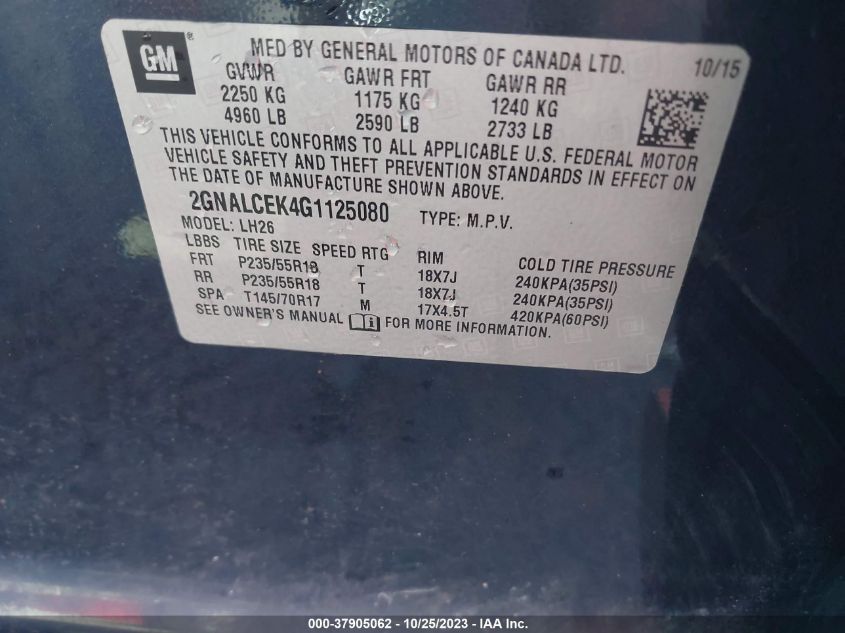 GM ® MFD BY GENERAL MOTORS OF CANADA LTD. 10/15
GVWR GAWR FRT GAWR RR
2250 KG 1175 KG 1240 KG
4960 LB 2590 LB 2733 LB
THIS VEHICLE CONFORMS TO ALL APPLICABLE U.S. FEDERAL MOTOR
VEHICLE SAFETY AND THEFT PREVENTION STANDARDS IN EFFECT ON
THE DATE OF MANUFACTURE SHOWN ABOVE.
2GNALCEK4G1125080 TYPE: M.P.V.
MODEL: LH26
LBBS TIRE SIZE SPEED RTG RIM COLD TIRE PRESSURE
FRT P235/55R18 T 18X7J 240KPA(35PSI)
RR P235/55R18 T 18X7J 240KPA(35PSI)
SPA T145/70R17 M 17X4.5T 420KPA(60PSI)
SEE OWNER'S MANUAL FOR MORE INFORMATION.
000-37905062 - 10/25/2023 - IAA Inc.